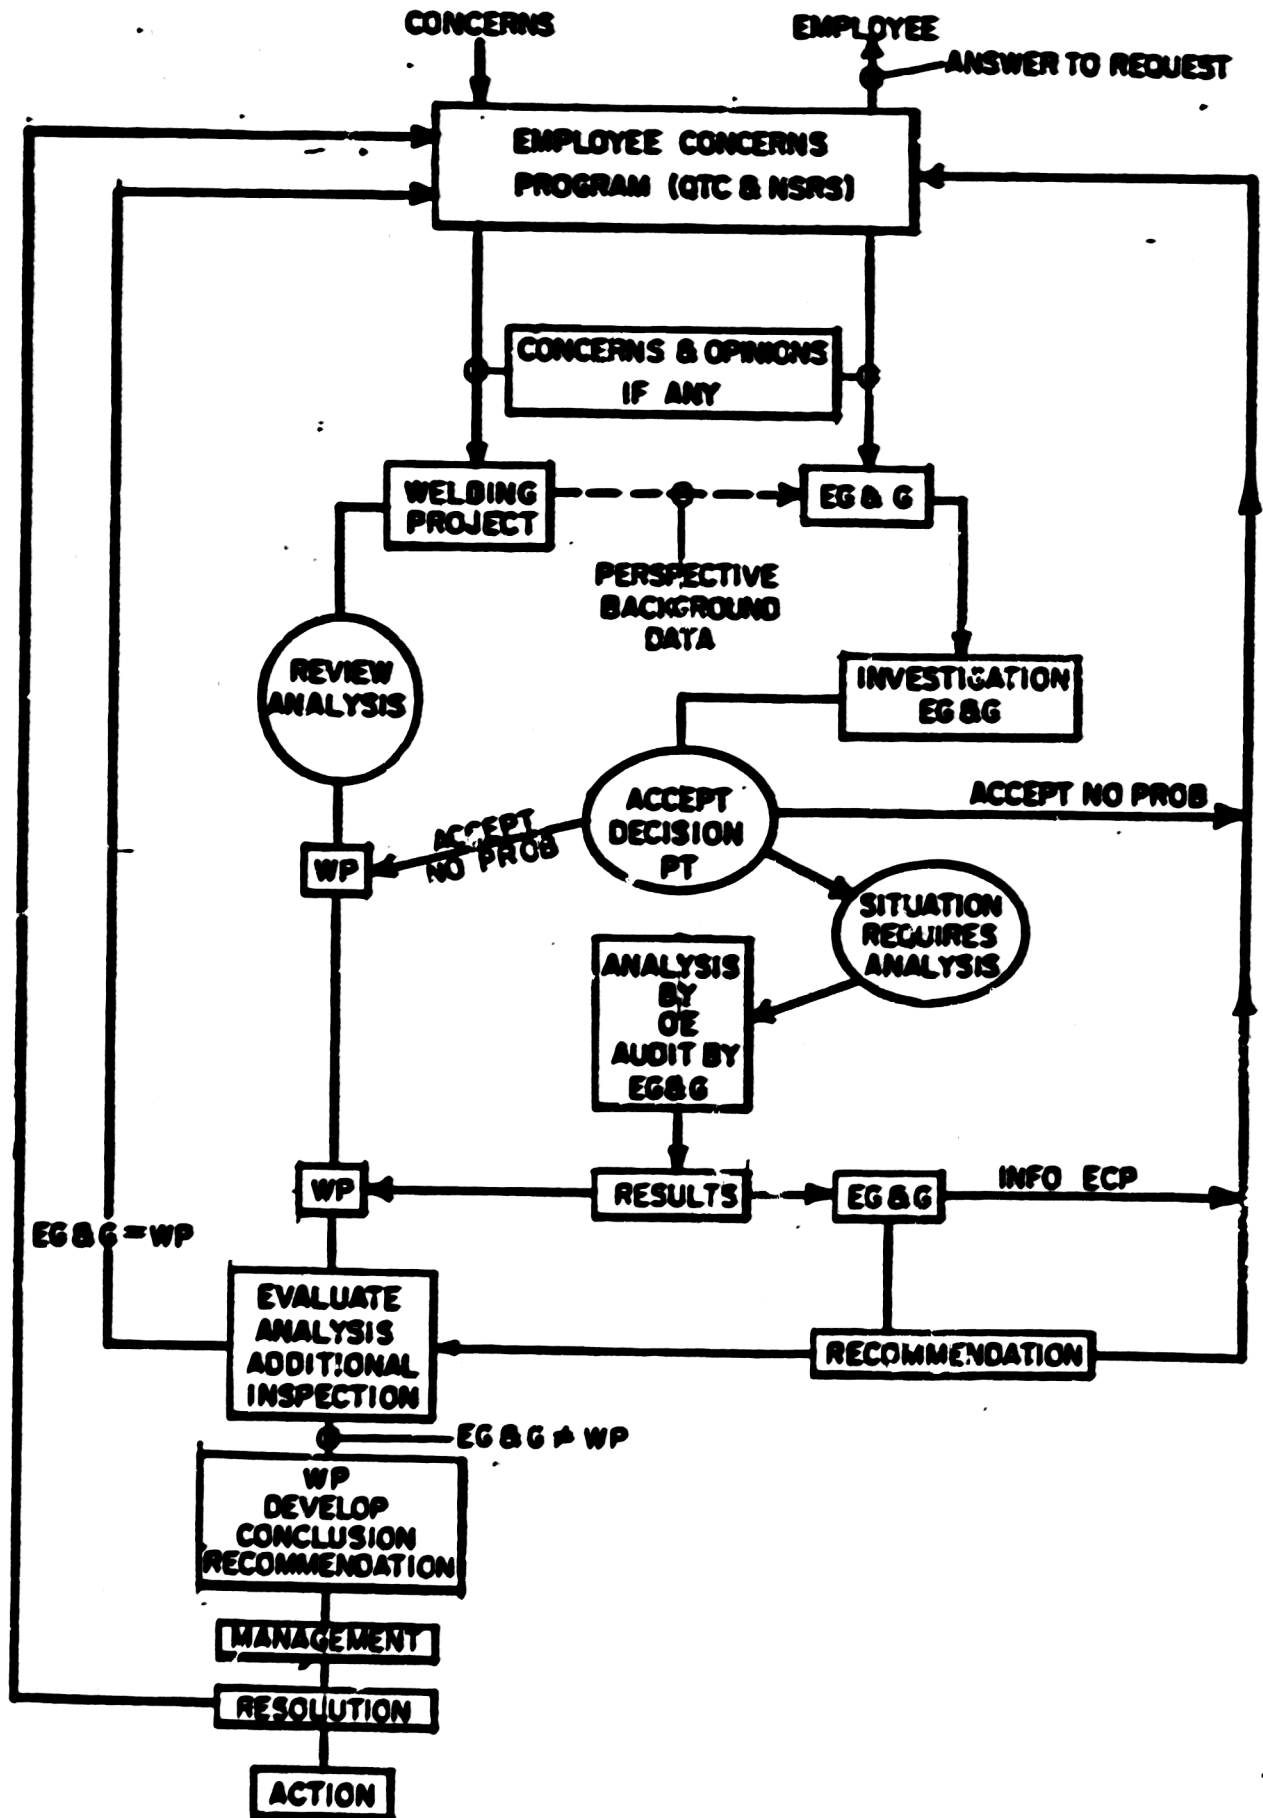 CONCERNS
EMPLOYEE
ANSWER TO REQUEST
EMPLOYEE CONCERNS
PROGRAM (QTC & NSRS)
CONCERNS & OPINIONS
IF ANY
WELDING
PROJECT
EG & G
PERSPECTIVE
BACKGROUND
DATA
REVIEW
ANALYSIS
INVESTIGATION
EG&G
ACCEPT
DECISION
PT
ACCEPT NO PROB
ACCEPT
NO PROB
WP
SITUATION
REQUIRES
ANALYSIS
ANALYSIS
BY
OE
AUDIT BY
EG&G
WP
RESULTS
EG&G
INFO ECP
EG&G=WP
EVALUATE
ANALYSIS
ADDITIONAL
INSPECTION
RECOMMENDATION
EG&G≠WP
WP
DEVELOP
CONCLUSION
RECOMMENDATION
MANAGEMENT
RESOLUTION
ACTION